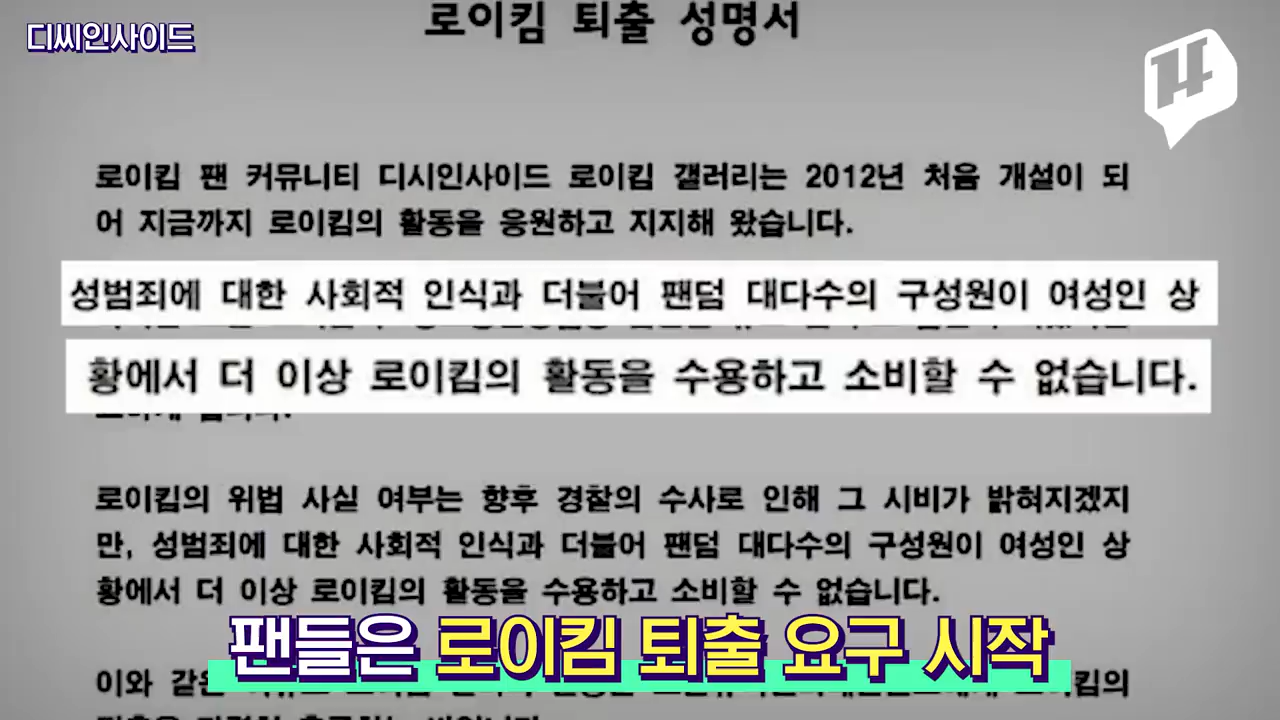 디씨인사이드
로이킴 퇴출 성명서
로이킴 팬 커뮤니티 디시인사이드 로이킴 갤러리는 2012년 처음 개설이 되
어 지금까지 로이킴의 활동을 응원하고 지지해 왔습니다.
성범죄에 대한 사회적 인식과 더불어 팬덤 대다수의 구성원이 여성인 상
황에서 더 이상 로이킴의 활동을 수용하고 소비할 수 없습니다.
로이킴의 위법 사실 여부는 향후 경찰의 수사로 인해 그 시비가 밝혀지겠지
만, 성범죄에 대한 사회적 인식과 더불어 팬덤 대다수의 구성원이 여성인 상
황에서 더 이상 로이킴의 활동을 수용하고 소비할 수 없습니다.
팬들은 로이킴 퇴출 요구 시작
이와 같은